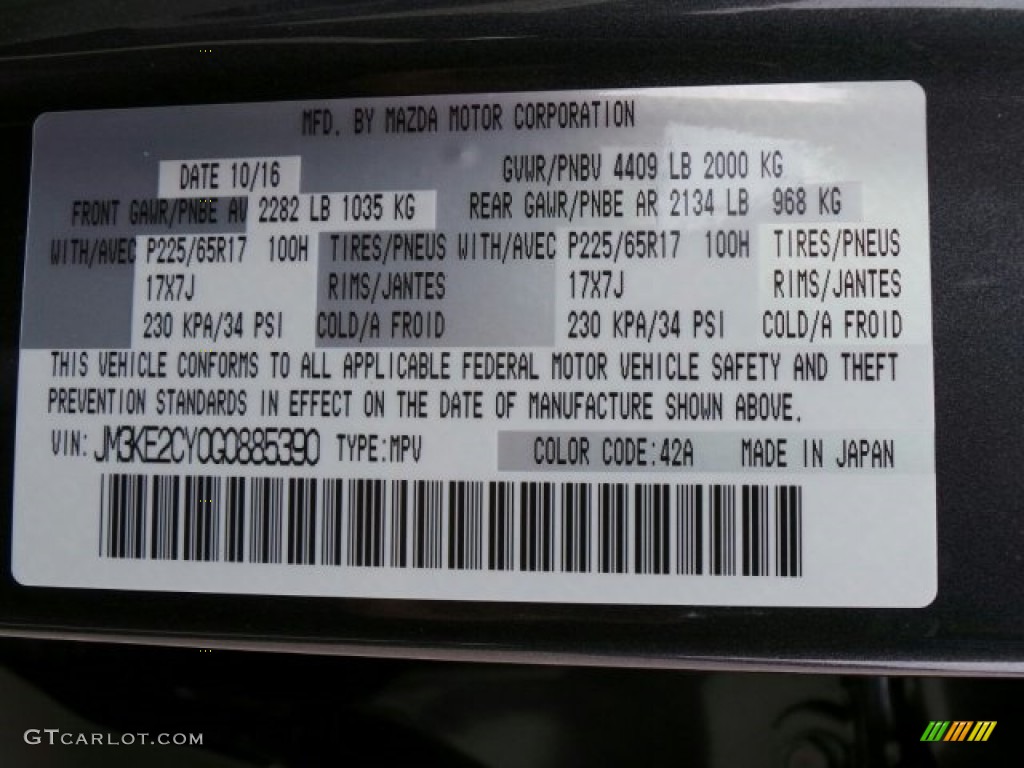 MFD. BY MAZDA MOTOR CORPORATION
DATE 10/16 GVWR/PNBV 4409 LB 2000 KG
FRONT GAWR/PNBE AV 2282 LB 1035 KG REAR GAWR/PNBE AR 2134 LB 968 KG
WITH/AVEC P225/65R17 100H TIRES/PNEUS WITH/AVEC P225/65R17 100H TIRES/PNEUS
17X7J RIMS/JANTES 17X7J RIMS/JANTES
230 KPA/34 PSI COLD/A FROID 230 KPA/34 PSI COLD/A FROID
THIS VEHICLE CONFORMS TO ALL APPLICABLE FEDERAL MOTOR VEHICLE SAFETY AND THEFT
PREVENTION STANDARDS IN EFFECT ON THE DATE OF MANUFACTURE SHOWN ABOVE.
VIN: JM3KE2CY0G0885390 TYPE:MPV COLOR CODE:42A MADE IN JAPAN
GTCARLOT.COM